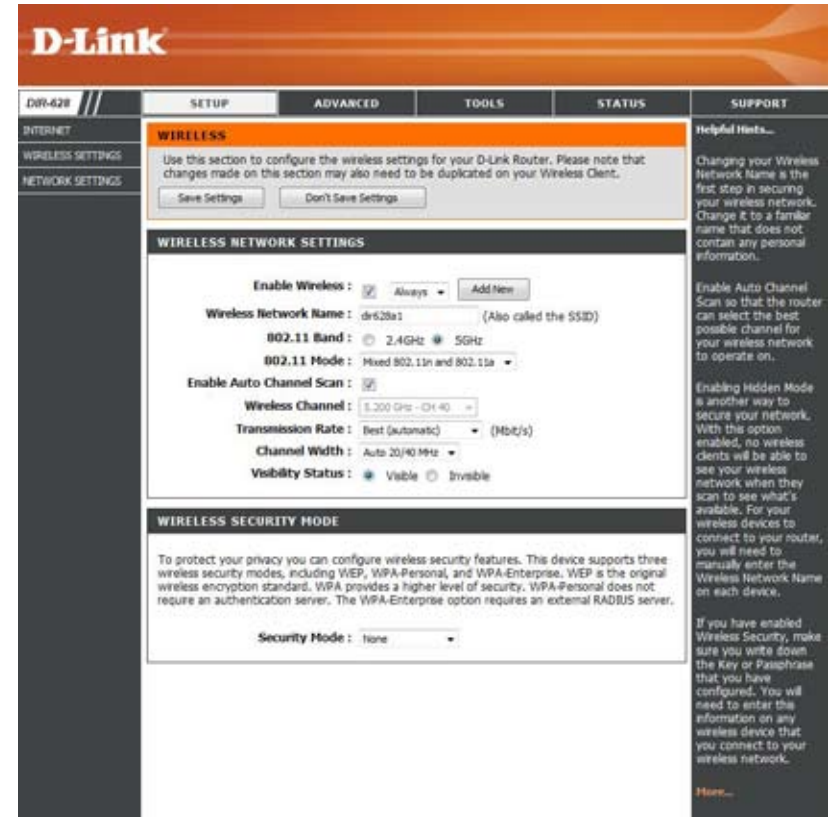 D-Link
DIR-628
SETUP
ADVANCED
TOOLS
STATUS
SUPPORT
INTERNET
WIRELESS SETTINGS
NETWORK SETTINGS
WIRELESS
Use this section to configure the wireless settings for your D-Link Router. Please note that
changes made on this section may also need to be duplicated on your Wireless Client.
Save Settings
Don't Save Settings
WIRELESS NETWORK SETTINGS
Enable Wireless : Always Add New
Wireless Network Name : dir628a1 (Also called the SSID)
802.11 Band : 2.4GHz 5GHz
802.11 Mode : Mixed 802.11n and 802.11a
Enable Auto Channel Scan :
Wireless Channel : 5.200 GHz - CH 40
Transmission Rate : Best (automatic) (Mbit/s)
Channel Width : Auto 20/40 MHz
Visibility Status : Visible Invisible
WIRELESS SECURITY MODE
To protect your privacy you can configure wireless security features. This device supports three
wireless security modes, including WEP, WPA-Personal, and WPA-Enterprise. WEP is the original
wireless encryption standard. WPA provides a higher level of security. WPA-Personal does not
require an authentication server. The WPA-Enterprise option requires an external RADIUS server.
Security Mode : None
Helpful Hints...
Changing your Wireless
Network Name is the
first step in securing
your wireless network.
Change it to a familiar
name that does not
contain any personal
information.
Enable Auto Channel
Scan so that the router
can select the best
possible channel for
your wireless network
to operate on.
Enabling Hidden Mode
is another way to
secure your network.
With this option
enabled, no wireless
clients will be able to
see your wireless
network when they
scan to see what's
available. For your
wireless devices to
connect to your router,
you will need to
manually enter the
Wireless Network Name
on each device.
If you have enabled
Wireless Security, make
sure you write down
the Key or Passphrase
that you have
configured. You will
need to enter this
information on any
wireless device that
you connect to your
wireless network.
More...